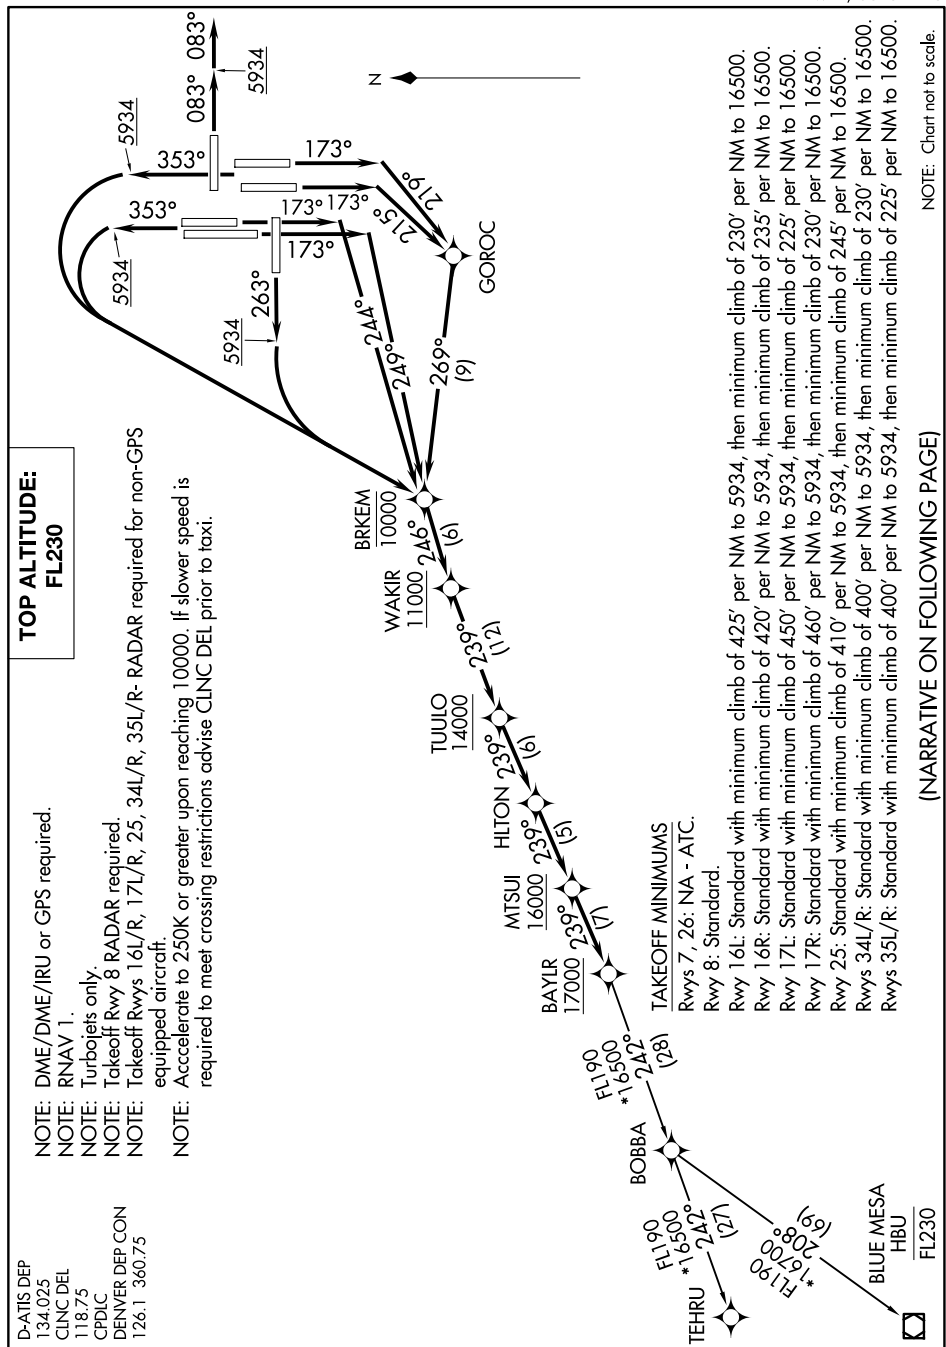 TOP ALTITUDE:
FL230
D-ATIS DEP
134.025
CLNC DEL
118.75
CPDLC
DENVER DEP CON
126.1 360.75
NOTE: DME/DME/IRU or GPS required.
NOTE: RNAV 1.
NOTE: Turbojets only.
NOTE: Takeoff Rwy 8 RADAR required.
NOTE: Takeoff Rwys 16L/R, 17L/R, 25, 34L/R, 35L/R- RADAR required for non-GPS
equipped aircraft.
NOTE: Acccelerate to 250K or greater upon reaching 10000. If slower speed is
required to meet crossing restrictions advise CLNC DEL prior to taxi.
5934
353°
083°
083°
5934
N
353°
5934
173°
173°
173°
173°
219°
215°
263°
5934
244°
249°
269°
(9)
GOROC
BRKEM
10000
246°
(6)
WAKIR
11000
239°
(12)
TUULO
14000
239°
(6)
HLTON
239°
(5)
MTSUI
16000
239°
(7)
BAYLR
17000
FL190
*16500
242°
(28)
BOBBA
FL190
*16500
242°
(27)
TEHRU
FL190
*16700
208°
(69)
BLUE MESA
HBU
FL230
TAKEOFF MINIMUMS
Rwys 7, 26: NA - ATC.
Rwy 8: Standard.
Rwy 16L: Standard with minimum climb of 425' per NM to 5934, then minimum climb of 230' per NM to 16500.
Rwy 16R: Standard with minimum climb of 420' per NM to 5934, then minimum climb of 235' per NM to 16500.
Rwy 17L: Standard with minimum climb of 450' per NM to 5934, then minimum climb of 225' per NM to 16500.
Rwy 17R: Standard with minimum climb of 460' per NM to 5934, then minimum climb of 230' per NM to 16500.
Rwy 25: Standard with minimum climb of 410' per NM to 5934, then minimum climb of 245' per NM to 16500.
Rwys 34L/R: Standard with minimum climb of 400' per NM to 5934, then minimum climb of 230' per NM to 16500.
Rwys 35L/R: Standard with minimum climb of 400' per NM to 5934, then minimum climb of 225' per NM to 16500.
NOTE: Chart not to scale.
(NARRATIVE ON FOLLOWING PAGE)